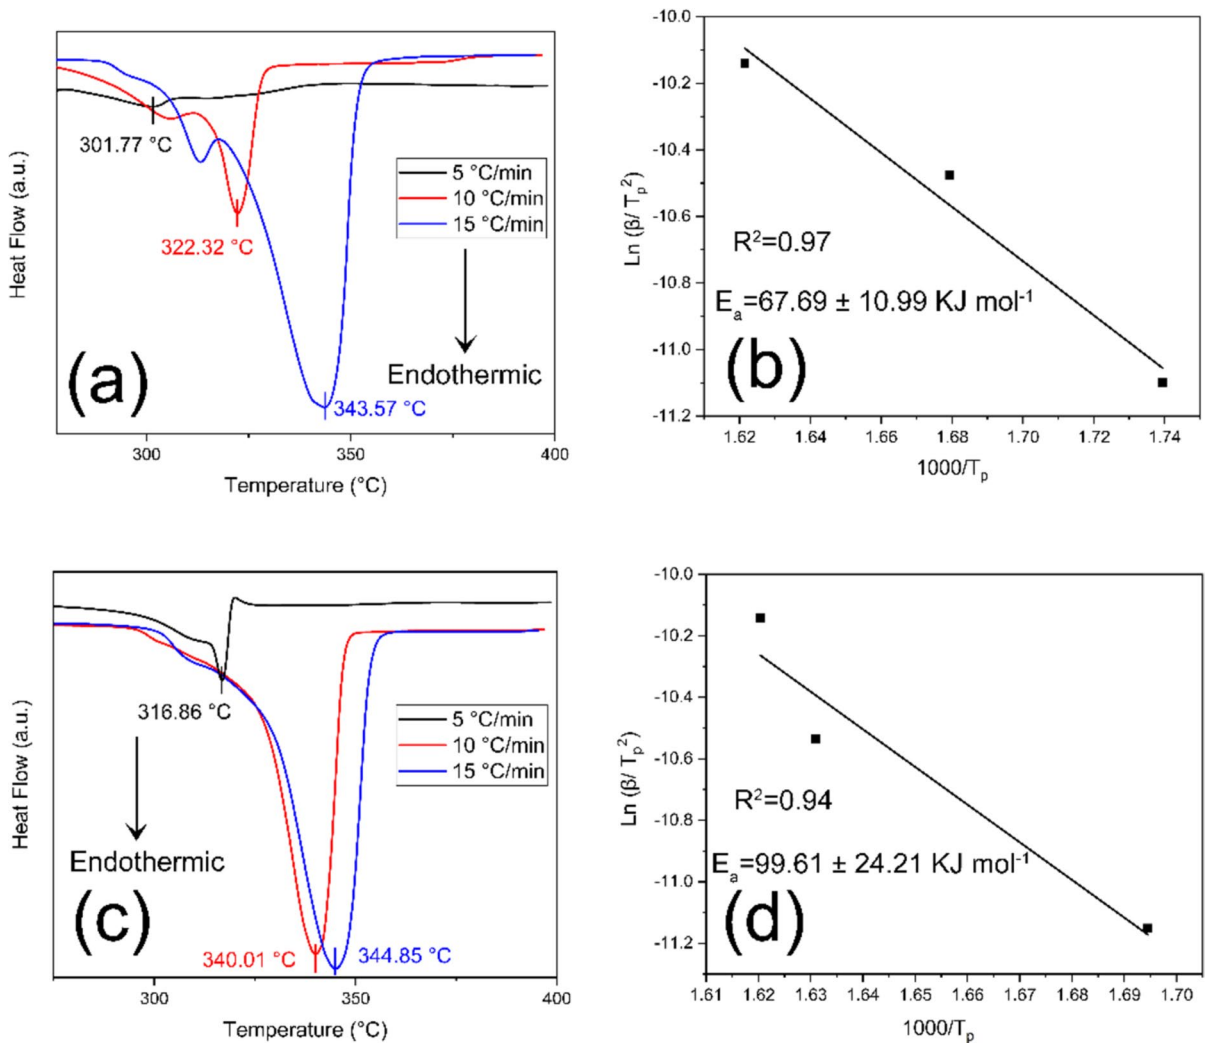 301.77 °C
322.32 °C
343.57 °C
5 °C/min
10 °C/min
15 °C/min
Endothermic
(a)
Heat Flow (a.u.)
300
350
400
Temperature (°C)
-10.0
-10.2
-10.4
-10.6
-10.8
-11.0
-11.2
Ln (β/ Tp²)
R²=0.97
Ea=67.69 ± 10.99 KJ mol⁻¹
(b)
1.62
1.64
1.66
1.68
1.70
1.72
1.74
1000/Tp
316.86 °C
5 °C/min
10 °C/min
15 °C/min
Endothermic
(c)
340.01 °C
344.85 °C
Heat Flow (a.u.)
300
350
400
Temperature (°C)
-10.0
-10.2
-10.4
-10.6
-10.8
-11.0
-11.2
Ln (β/ Tp²)
R²=0.94
Ea=99.61 ± 24.21 KJ mol⁻¹
(d)
1.61
1.62
1.63
1.64
1.65
1.66
1.67
1.68
1.69
1.70
1000/Tp